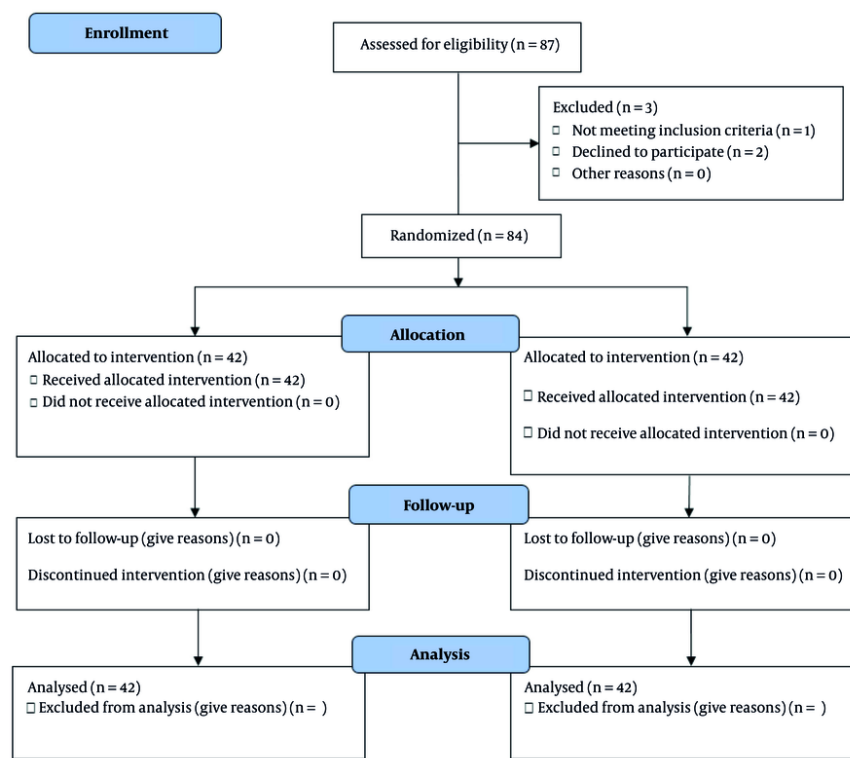 Enrollment
Assessed for eligibility (n = 87)
Excluded (n = 3)
Not meeting inclusion criteria (n = 1)
Declined to participate (n = 2)
Other reasons (n = 0)
Randomized (n = 84)
Allocation
Allocated to intervention (n = 42)
Received allocated intervention (n = 42)
Did not receive allocated intervention (n = 0)
Allocated to intervention (n = 42)
Received allocated intervention (n = 42)
Did not receive allocated intervention (n = 0)
Follow-up
Lost to follow-up (give reasons) (n = 0)
Discontinued intervention (give reasons) (n = 0)
Lost to follow-up (give reasons) (n = 0)
Discontinued intervention (give reasons) (n = 0)
Analysis
Analysed (n = 42)
Excluded from analysis (give reasons) (n = )
Analysed (n = 42)
Excluded from analysis (give reasons) (n = )